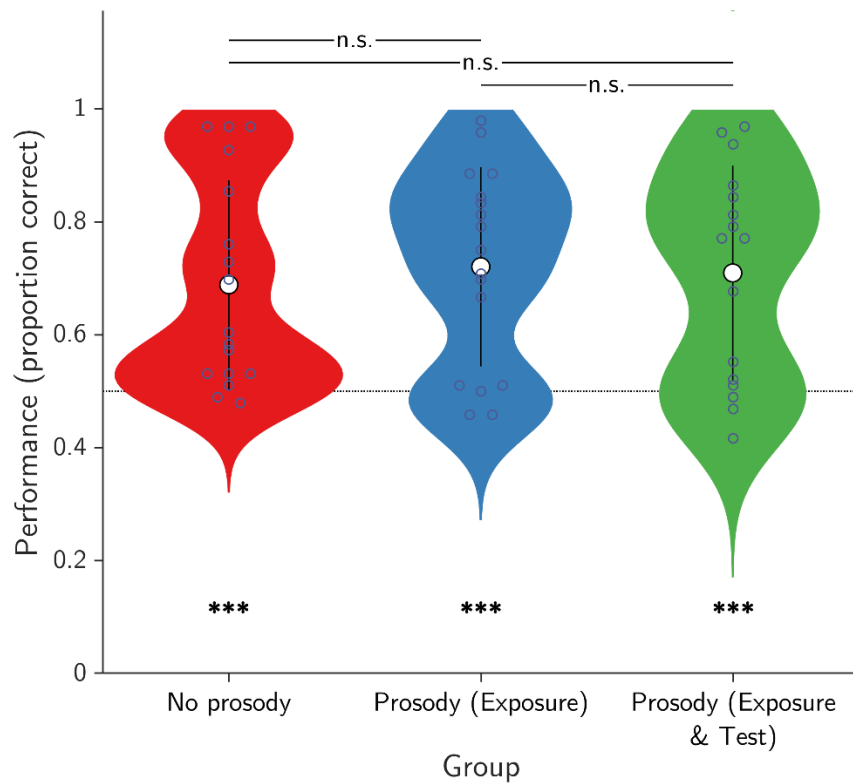 n.s.
n.s.
n.s.
Performance (proportion correct)
1
0.8
0.6
0.4
0.2
0
*** *** ***
No prosody Prosody (Exposure) Prosody (Exposure
& Test)
Group